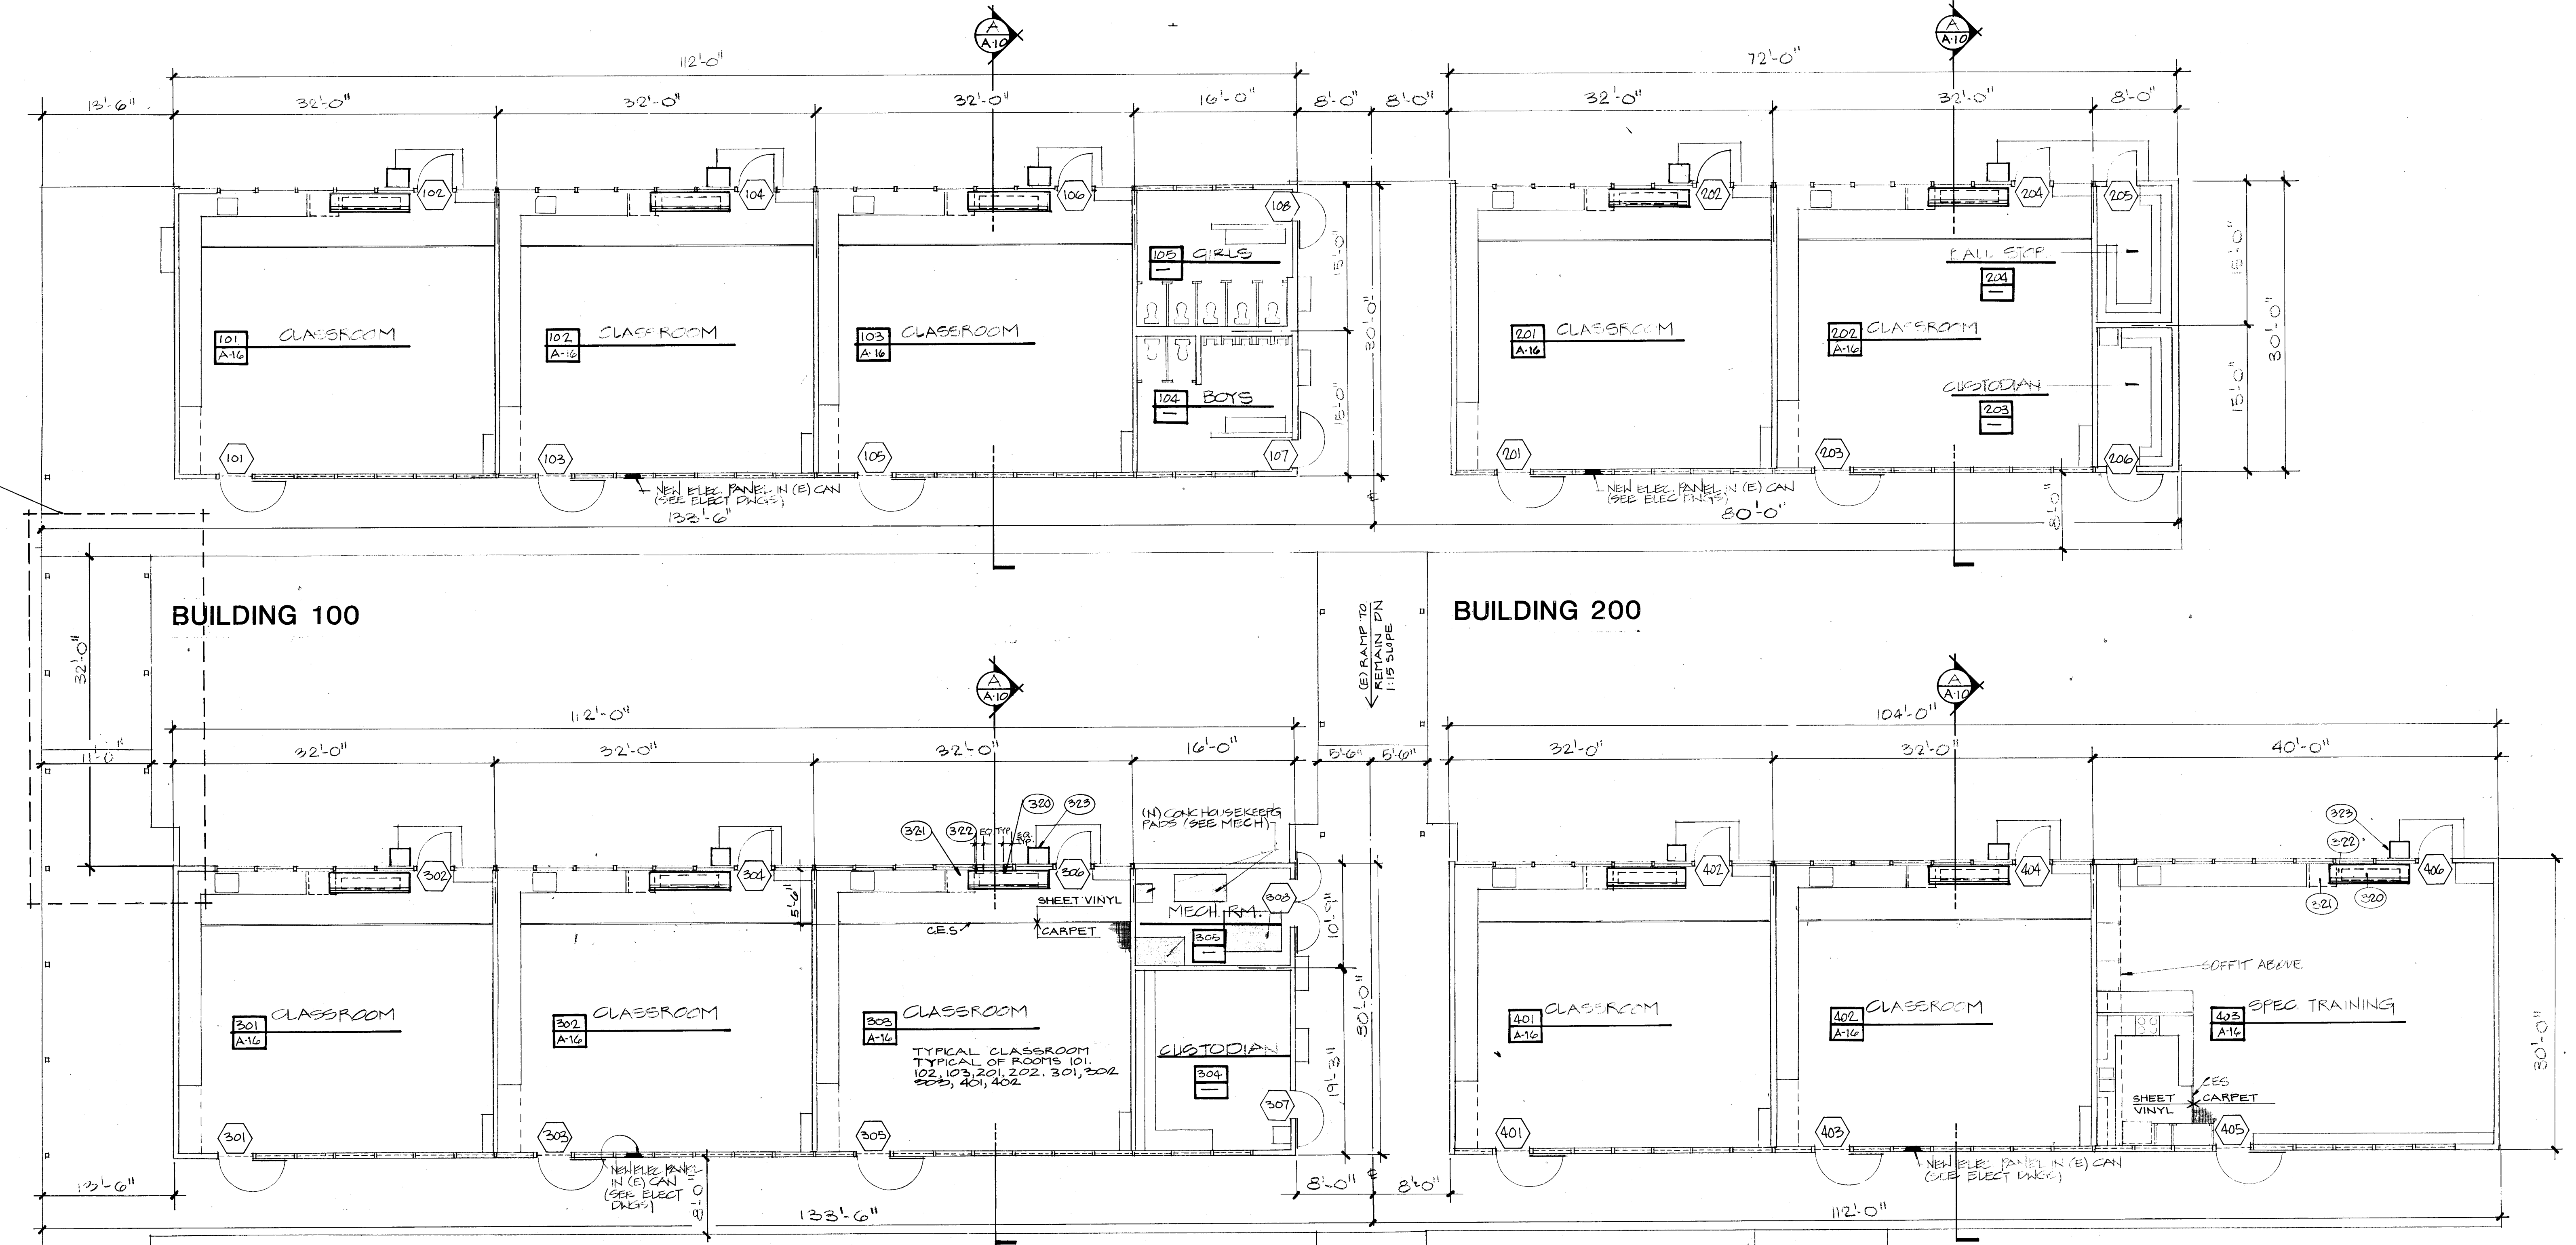 A
A-10
A
A-10
112'-0"
72'-0"
13'-6"
32'-0"
32'-0"
32'-0"
16'-0"
8'-0"
8'-0"
32'-0"
32'-0"
8'-0"
102
104
106
108
202
204
205
105
GIRLS
—
15'-0"
30'-0"
BALL STOR
204
—
15'-0"
30'-0"
101
A-16
CLASSROOM
102
A-16
CLASSROOM
103
A-16
CLASSROOM
201
A-16
CLASSROOM
202
A-16
CLASSROOM
104
BOYS
—
15'-0"
CUSTODIAN
203
—
15'-0"
101
103
105
107
201
203
206
NEW ELEC. PANEL IN (E) CAN
(SEE ELECT DWGS)
NEW ELEC PANEL IN (E) CAN
(SEE ELEC DWGS)
133'-6"
80'-0"
8'-0"
BUILDING 100
BUILDING 200
32'-0"
(E) RAMP TO
REMAIN DN
1:15 SLOPE
A
A-10
A
A-10
112'-0"
104'-0"
11'-0"
32'-0"
32'-0"
32'-0"
16'-0"
5'-6"
5'-6"
32'-0"
32'-0"
40'-0"
320
323
321
322
EQ
TYP
EQ.
TYP.
(N) CONC HOUSEKEEP'G
PADS (SEE MECH)
323
322
302
304
306
308
402
404
406
321
320
5'-6"
SHEET VINYL
C.E.S
CARPET
MECH. RM.
305
—
10'-9"
SOFFIT ABOVE
301
A-16
CLASSROOM
302
A-16
CLASSROOM
303
A-16
CLASSROOM
TYPICAL CLASSROOM
TYPICAL OF ROOMS 101.
102, 103, 201, 202. 301, 302
303, 401, 402
CUSTODIAN
304
—
19'-3"
30'-0"
401
A-16
CLASSROOM
402
A-16
CLASSROOM
403
A-16
SPEC. TRAINING
30'-0"
CES
SHEET
VINYL
CARPET
301
303
305
307
401
403
405
NEW ELEC PANEL
IN (E) CAN
(SEE ELECT
DWGS)
NEW ELEC PANEL IN (E) CAN
(SEE ELECT DWGS)
13'-6"
8'-0"
8'-0"
8'-0"
133'-6"
112'-0"